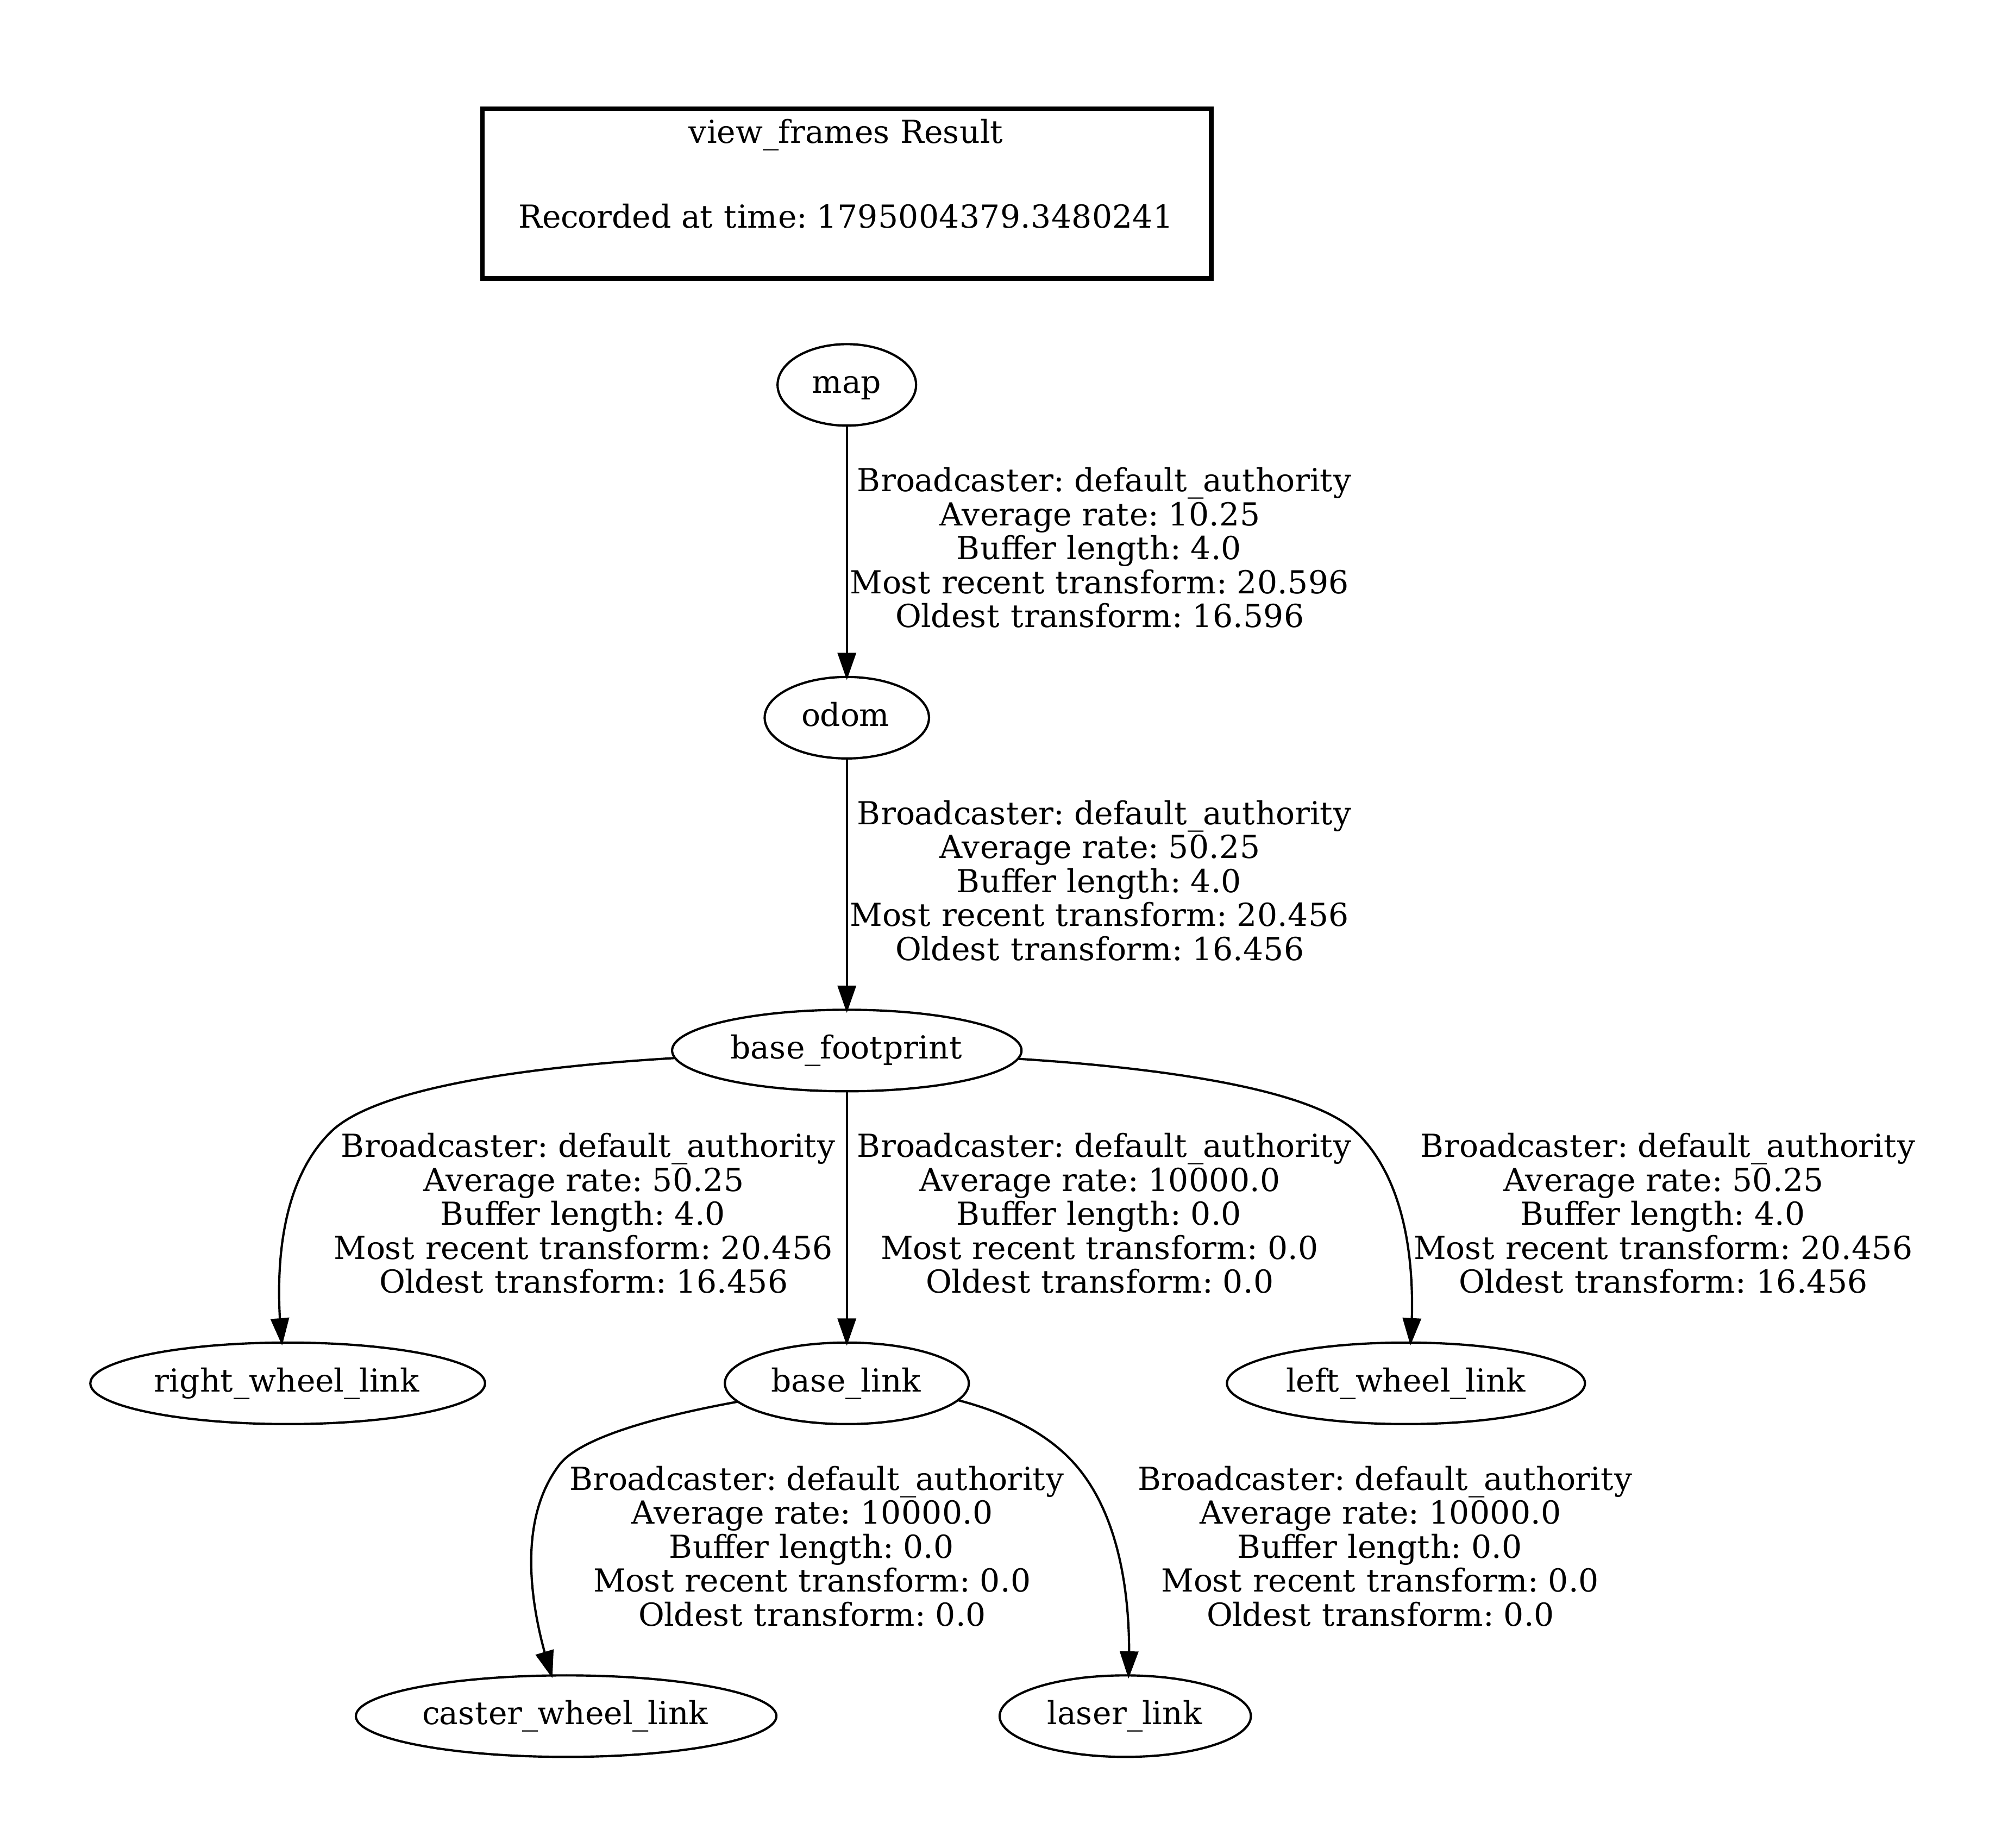 view_frames Result
Recorded at time: 1795004379.3480241
map
Broadcaster: default_authority
Average rate: 10.25
Buffer length: 4.0
Most recent transform: 20.596
Oldest transform: 16.596
odom
Broadcaster: default_authority
Average rate: 50.25
Buffer length: 4.0
Most recent transform: 20.456
Oldest transform: 16.456
base_footprint
Broadcaster: default_authority
Average rate: 50.25
Buffer length: 4.0
Most recent transform: 20.456
Oldest transform: 16.456
Broadcaster: default_authority
Average rate: 10000.0
Buffer length: 0.0
Most recent transform: 0.0
Oldest transform: 0.0
Broadcaster: default_authority
Average rate: 50.25
Buffer length: 4.0
Most recent transform: 20.456
Oldest transform: 16.456
right_wheel_link
base_link
left_wheel_link
Broadcaster: default_authority
Average rate: 10000.0
Buffer length: 0.0
Most recent transform: 0.0
Oldest transform: 0.0
Broadcaster: default_authority
Average rate: 10000.0
Buffer length: 0.0
Most recent transform: 0.0
Oldest transform: 0.0
caster_wheel_link
laser_link